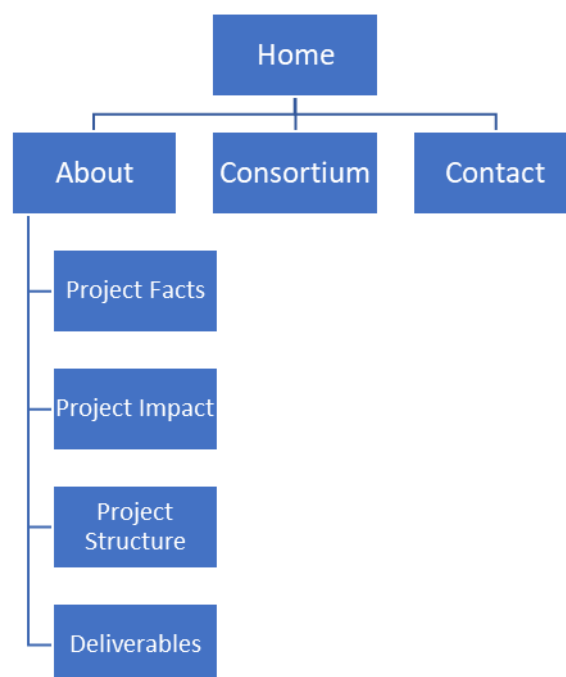 Home
About
Consortium
Contact
Project Facts
Project Impact
Project
Structure
Deliverables